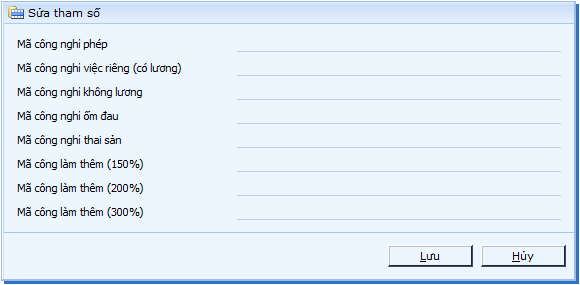 Sửa tham số
Mã công nghỉ phép
Mã công nghỉ việc riêng (có lương)
Mã công nghỉ không lương
Mã công nghỉ ốm đau
Mã công nghỉ thai sản
Mã công làm thêm (150%)
Mã công làm thêm (200%)
Mã công làm thêm (300%)
Lưu
Hủy